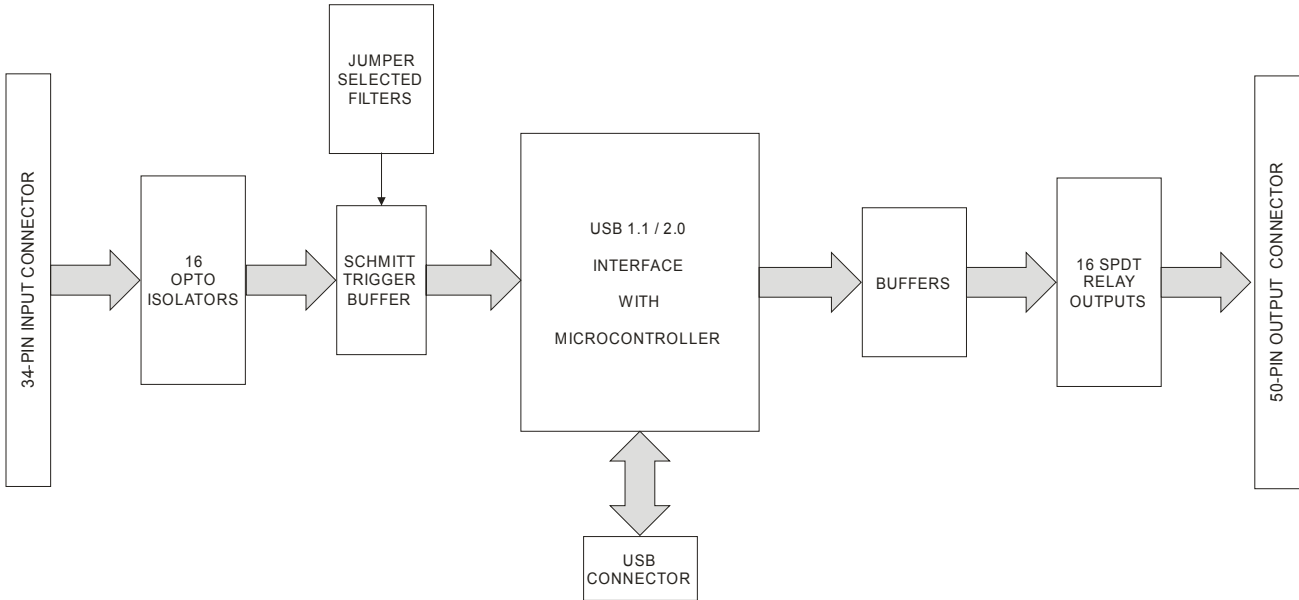 34-PIN INPUT CONNECTOR
16
OPTO
ISOLATORS
JUMPER
SELECTED
FILTERS
SCHMITT
TRIGGER
BUFFER
USB 1.1 / 2.0
INTERFACE
WITH
MICROCONTROLLER
USB
CONNECTOR
BUFFERS
16 SPDT
RELAY
OUTPUTS
50-PIN OUTPUT CONNECTOR